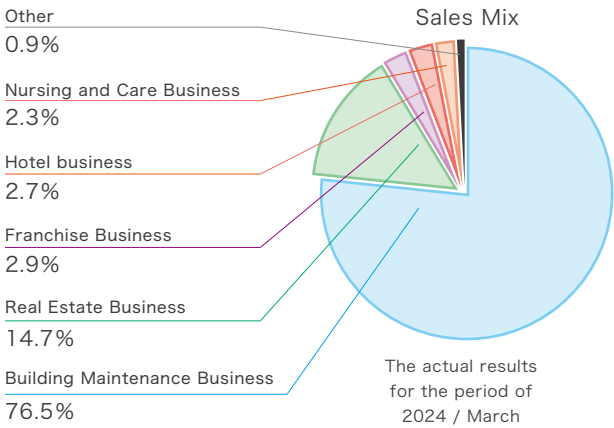 Sales Mix
Other
0.9%
Nursing and Care Business
2.3%
Hotel business
2.7%
Franchise Business
2.9%
Real Estate Business
14.7%
Building Maintenance Business
76.5%
The actual results
for the period of
2024 / March